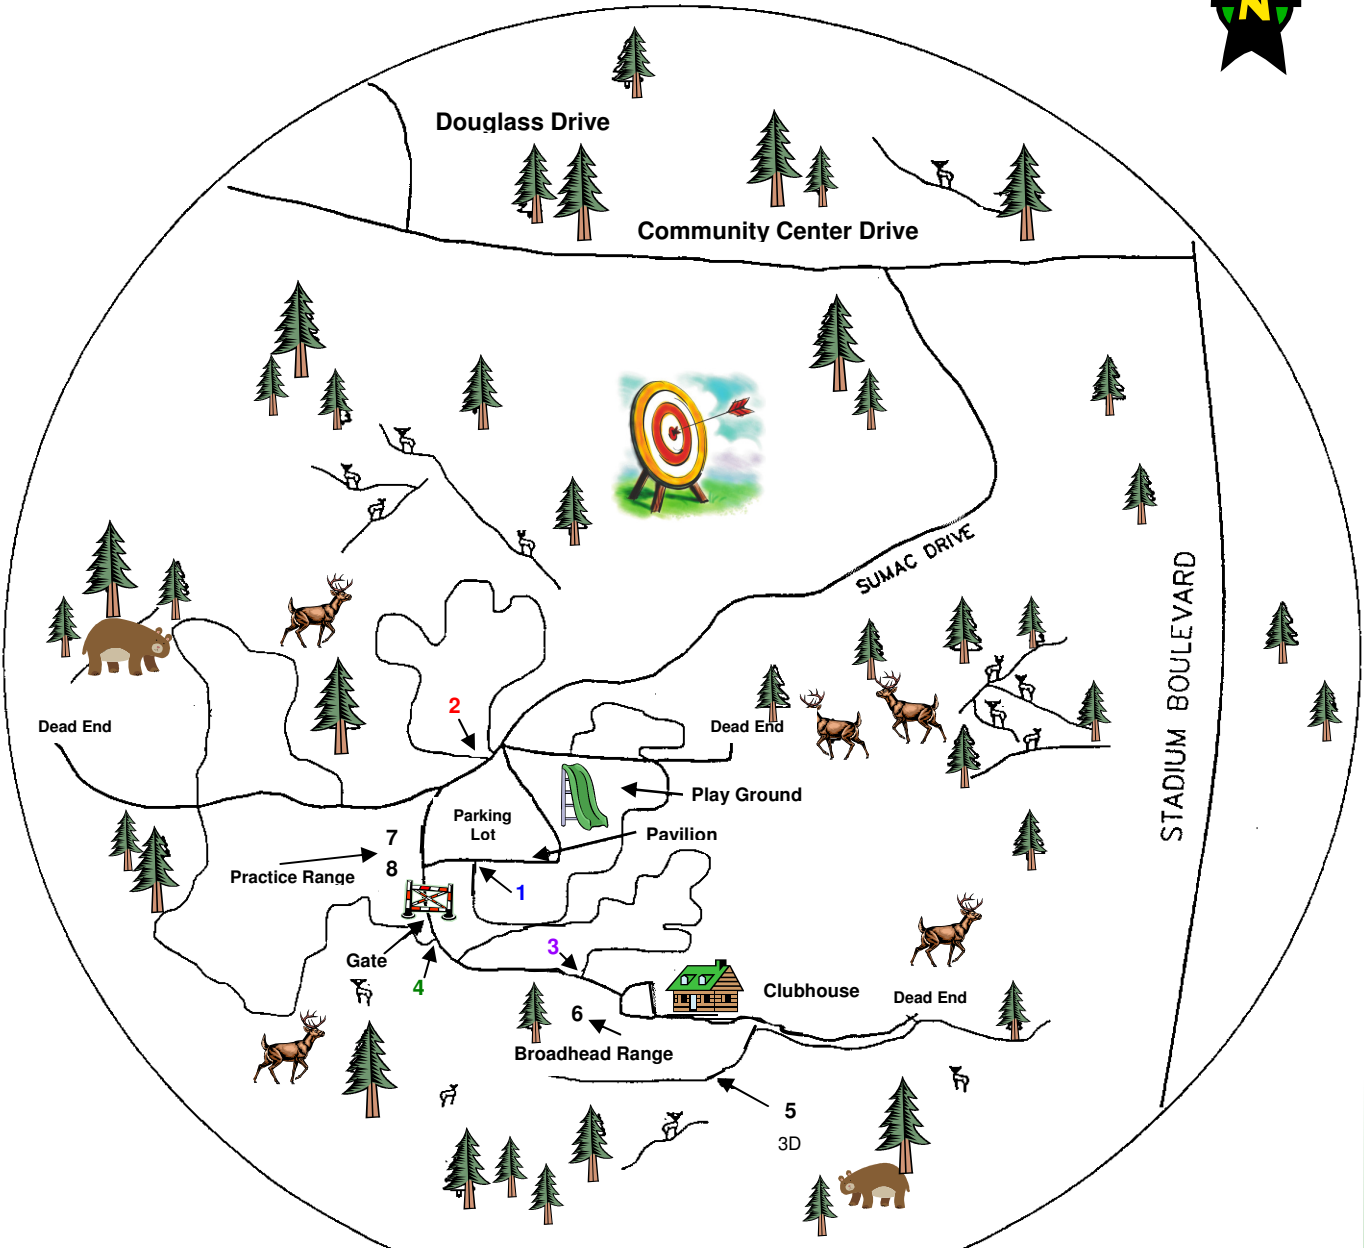 N
Douglass Drive
Community Center Drive
SUMAC DRIVE
STADIUM BOULEVARD
2
Dead End
Dead End
Play Ground
Parking
Lot
Pavilion
7
8
Practice Range
1
Gate
3
4
Clubhouse
Dead End
6
Broadhead Range
5
3D